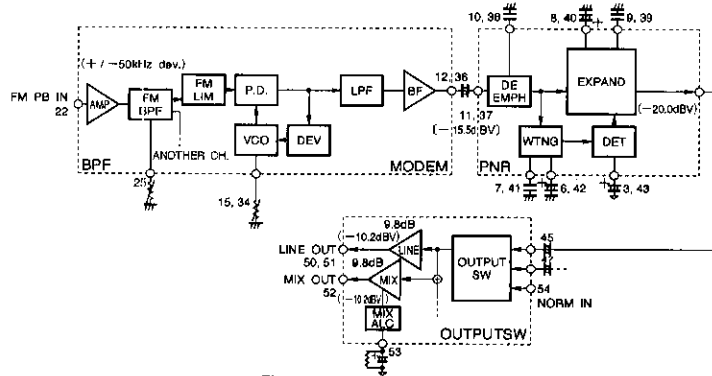 10, 38
8, 40
9, 39
(+/−50kHz dev.)
FM PB IN
22
AMP
FM
BPF
FM
LIM
P.D.
LPF
BF
12, 36
11, 37
(−15.5dBV)
DE
EMPH
EXPAND
(−20.0dBV)
VCO
DEV
ANOTHER CH.
WTNG
DET
BPF
MODEM
PNR
25
15, 34
7, 41
6, 42
3, 43
9.8dB
(−10.2dBV)
LINE OUT
50, 51
LINE
9.8dB
MIX OUT
52
MIX
(−10.2dBV)
MIX
ALC
OUTPUT
SW
45
54
NORM IN
OUTPUTSW
53